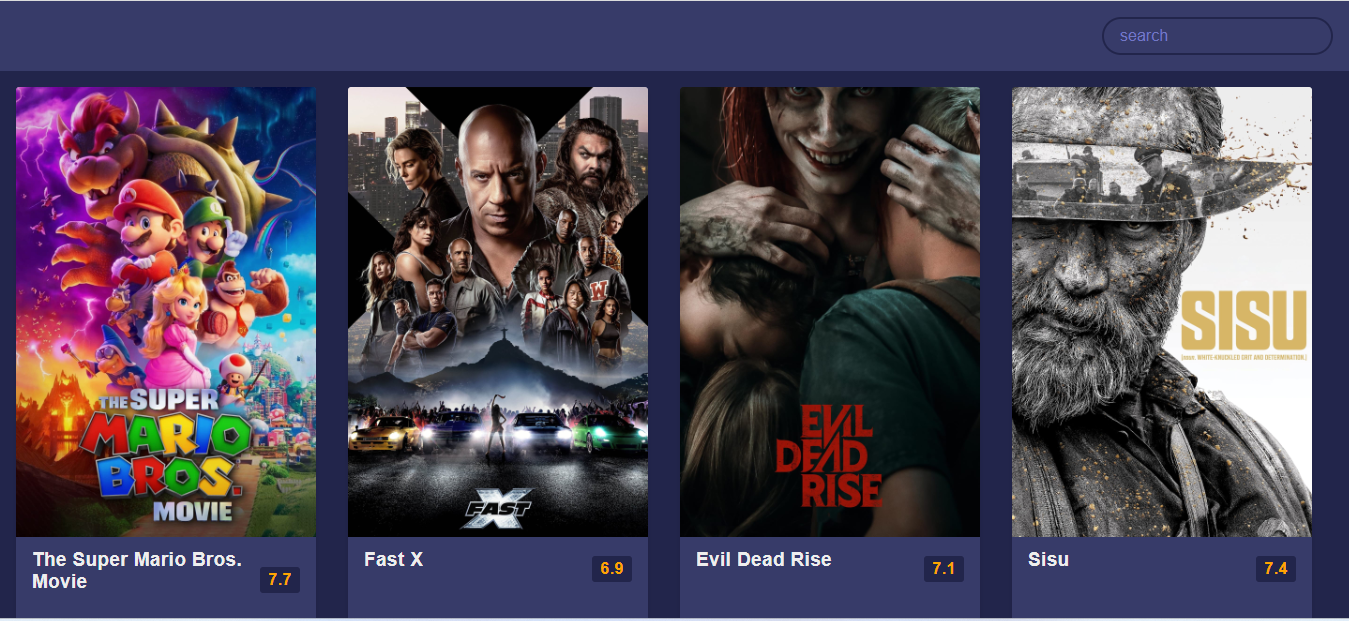 search
THE SUPER
MARIO
BROS.
MOVIE
FAST X
W
EVIL
DEAD
RISE
SISU
(noun. WHITE-KNUCKLED GRIT AND DETERMINATION.)
The Super Mario Bros.
Movie
7.7
Fast X
6.9
Evil Dead Rise
7.1
Sisu
7.4